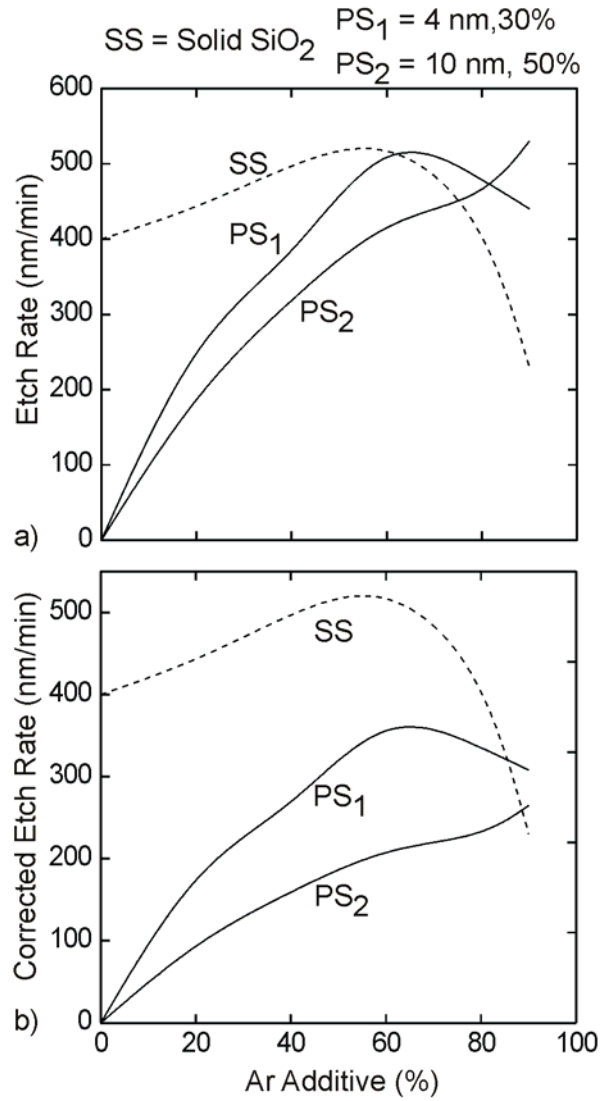 SS = Solid SiO2
PS1 = 4 nm,30%
PS2 = 10 nm, 50%
600
500
400
300
200
100
0
Etch Rate (nm/min)
SS
PS1
PS2
a)
500
400
300
200
100
0
Corrected Etch Rate (nm/min)
SS
PS1
PS2
b)
0
20
40
60
80
100
Ar Additive (%)